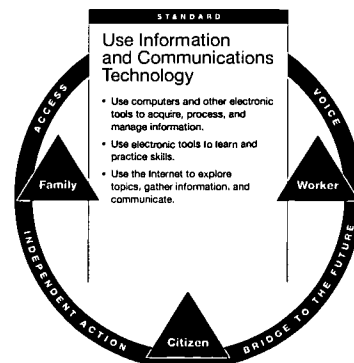 STANDARD
Use Information
and Communications
Technology
• Use computers and other electronic
tools to acquire, process, and
manage information.
• Use electronic tools to learn and
practice skills.
• Use the Internet to explore
topics, gather information, and
communicate.
ACCESS
VOICE
Family
Worker
INDEPENDENT ACTION
Citizen
BRIDGE TO THE FUTURE